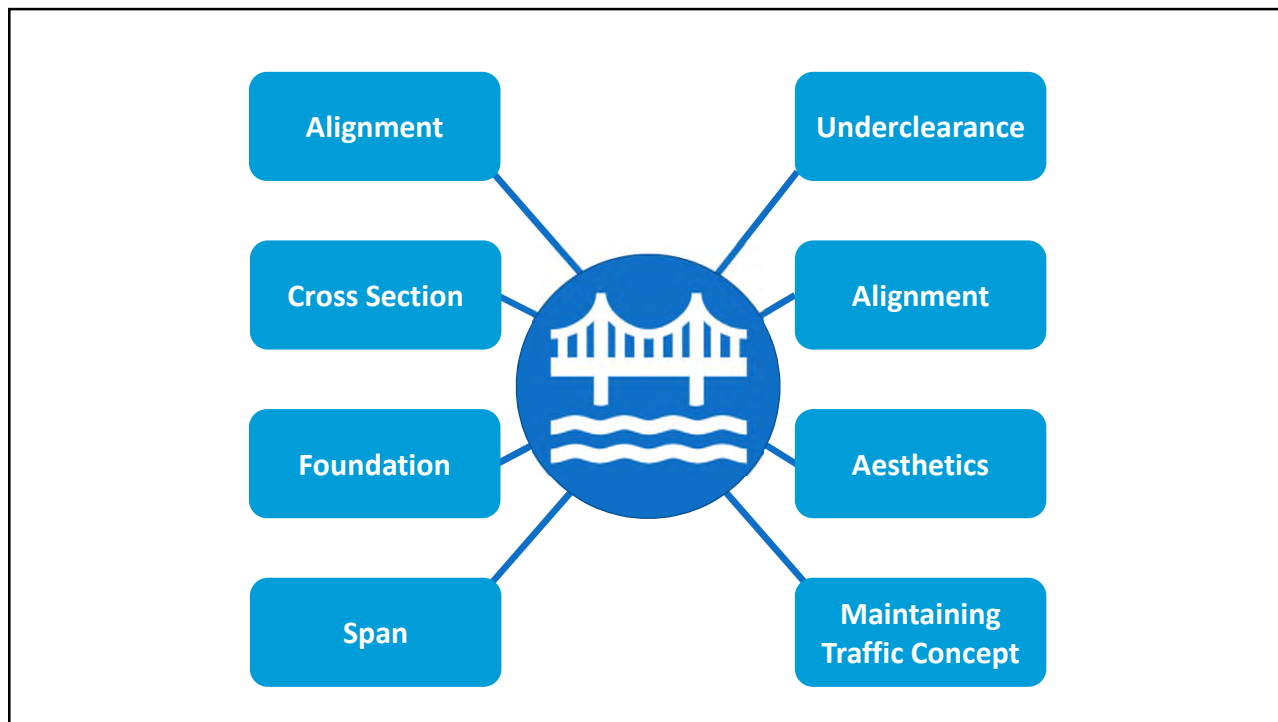 Alignment
Cross Section
Foundation
Span
Underclearance
Alignment
Aesthetics
Maintaining
Traffic Concept